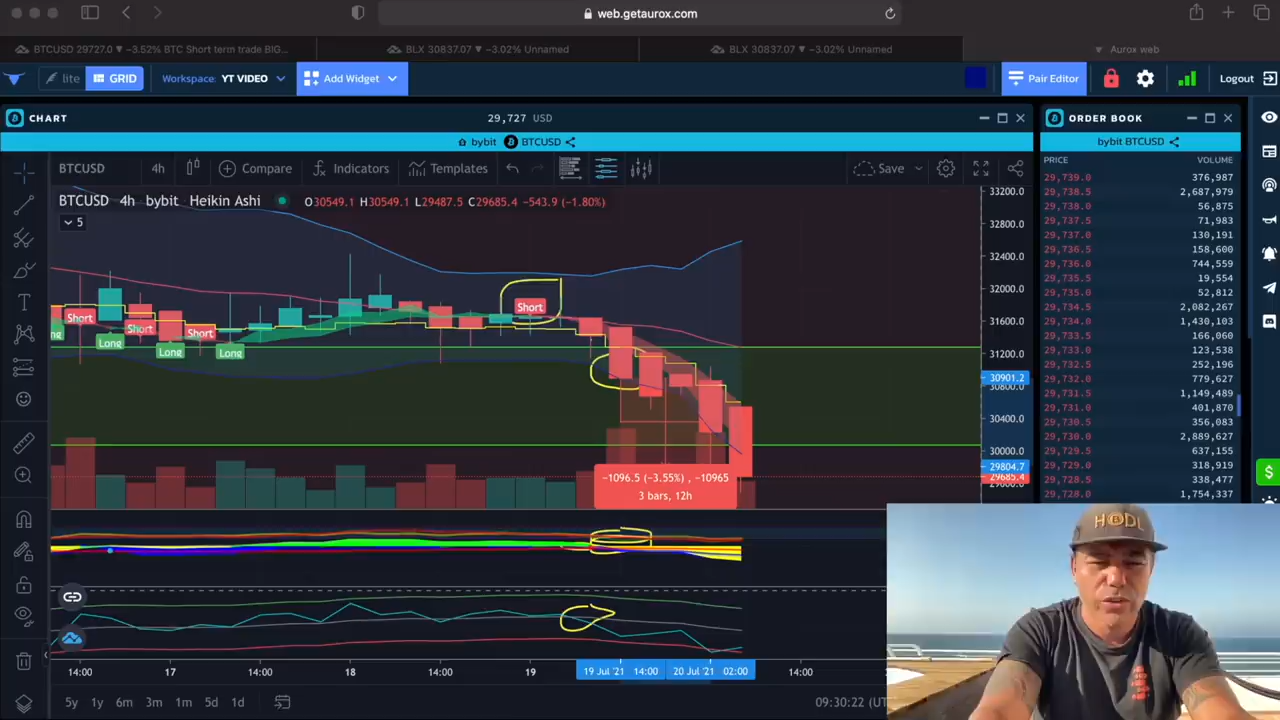 web.getaurox.com
BTCUSD 29727.0 ▼ −3.52% BTC Short term trade BIG...
BLX 30837.07 ▼ −3.02% Unnamed
BLX 30837.07 ▼ −3.02% Unnamed
Aurox web
lite
GRID
Workspace: YT VIDEO
Add Widget
Pair Editor
Logout
CHART
29,727 USD
ORDER BOOK
bybit BTCUSD
bybit BTCUSD
BTCUSD
4h
Compare
Indicators
Templates
Save
PRICE VOLUME
29,739.0 376,987
29,738.5 2,687,979
29,738.0 56,875
29,737.5 71,983
29,737.0 130,191
29,736.5 158,600
29,736.0 744,559
29,735.5 19,554
29,735.0 52,812
29,734.5 2,082,267
29,734.0 1,430,103
29,733.5 166,060
29,733.0 123,538
29,732.5 252,196
29,732.0 779,627
29,731.5 1,149,489
29,731.0 401,870
29,730.5 356,083
29,730.0 2,889,627
29,729.5 637,155
29,729.0 318,919
29,728.5 338,477
29,728.0 1,754,337
BTCUSD 4h bybit Heikin Ashi
O30549.1 H30549.1 L29487.5 C29685.4 −543.9 (−1.80%)
5
33200.0
32800.0
32400.0
32000.0
31600.0
31200.0
30901.2
30800.0
30400.0
30000.0
29804.7
29685.4
Short
Short
Short
Short
Long
Long
Long
−1096.5 (−3.55%) , −10965
3 bars, 12h
14:00
17
14:00
18
14:00
19
19 Jul '21 14:00
20 Jul '21 02:00
14:00
5y
1y
6m
3m
1m
5d
1d
09:30:22
HODL